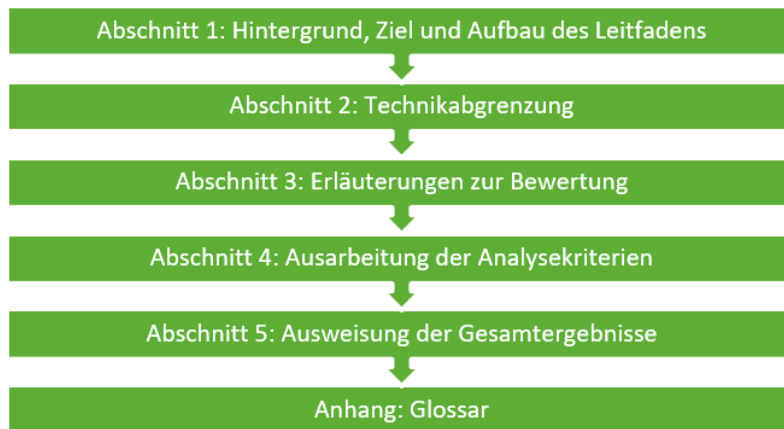 Abschnitt 1: Hintergrund, Ziel und Aufbau des Leitfadens
Abschnitt 2: Technikabgrenzung
Abschnitt 3: Erläuterungen zur Bewertung
Abschnitt 4: Ausarbeitung der Analysekriterien
Abschnitt 5: Ausweisung der Gesamtergebnisse
Anhang: Glossar